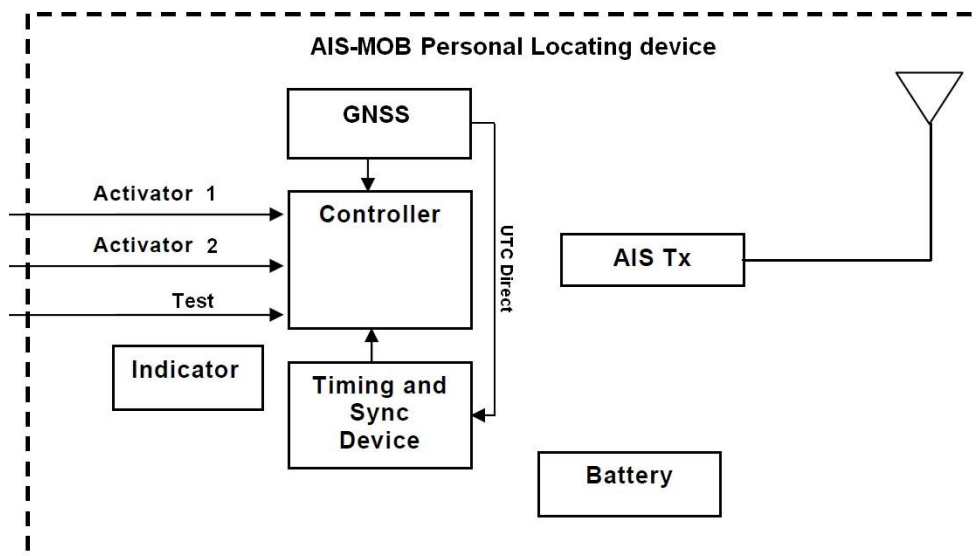 AIS-MOB Personal Locating device
GNSS
Activator 1
Controller
Activator 2
UTC Direct
AIS Tx
Test
Indicator
Timing and
Sync
Device
Battery